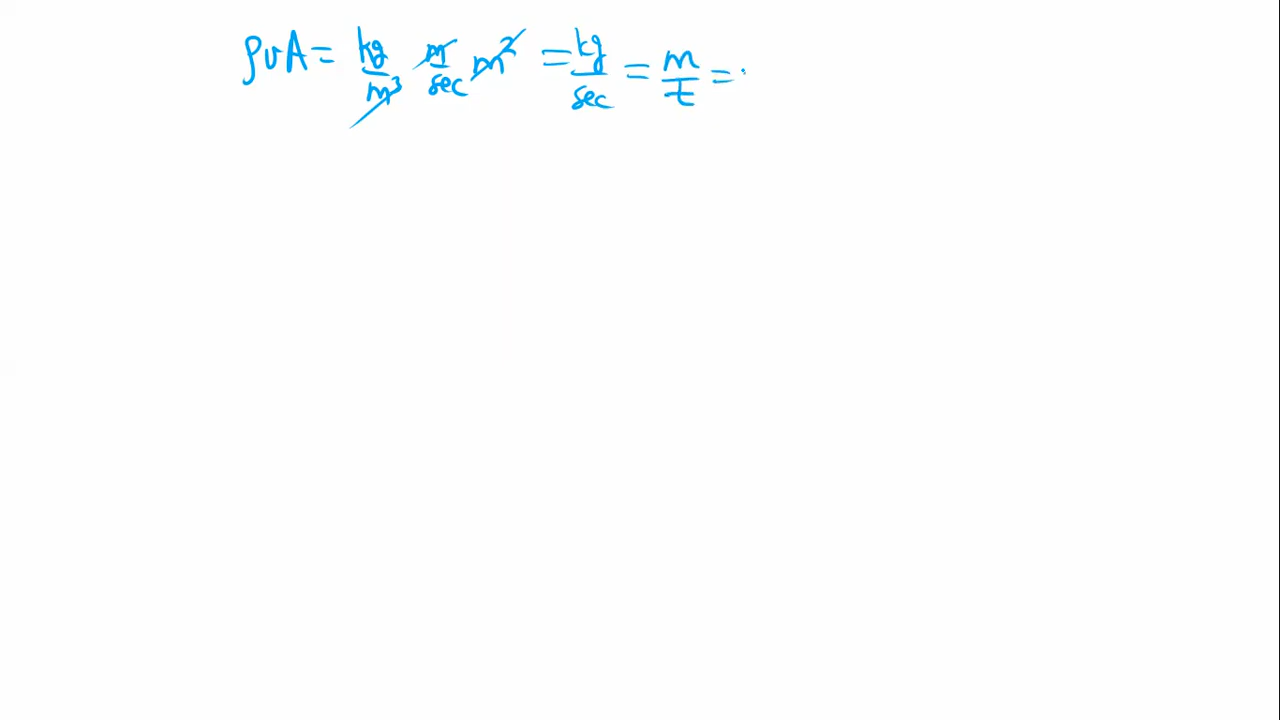 ρvA = kg/m³ m/sec m² = kg/sec = m/t =